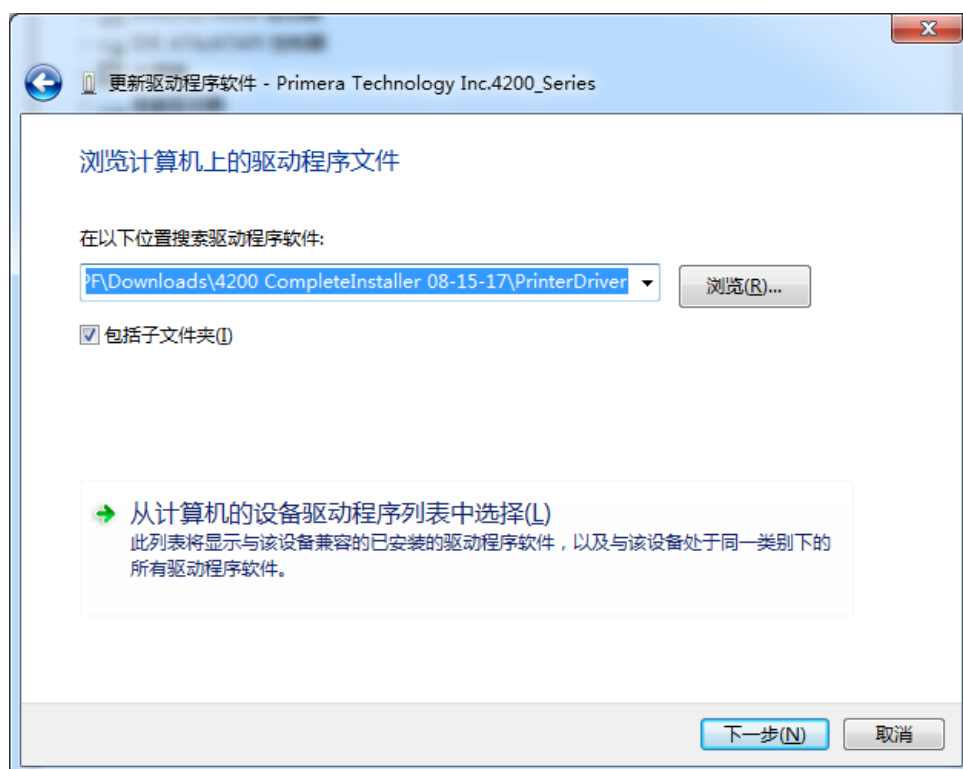 更新驱动程序软件 - Primera Technology Inc.4200_Series
浏览计算机上的驱动程序文件
在以下位置搜索驱动程序软件:
PF\Downloads\4200 CompleteInstaller 08-15-17\PrinterDriver
浏览(R)...
包括子文件夹(I)
从计算机的设备驱动程序列表中选择(L)
此列表将显示与该设备兼容的已安装的驱动程序软件，以及与该设备处于同一类别下的
所有驱动程序软件。
下一步(N)
取消